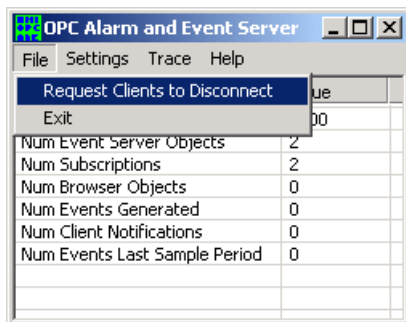 OPC Alarm and Event Server
File Settings Trace Help
Request Clients to Disconnect
Exit
ue
00
Num Event Server Objects 2
Num Subscriptions 2
Num Browser Objects 0
Num Events Generated 0
Num Client Notifications 0
Num Events Last Sample Period 0